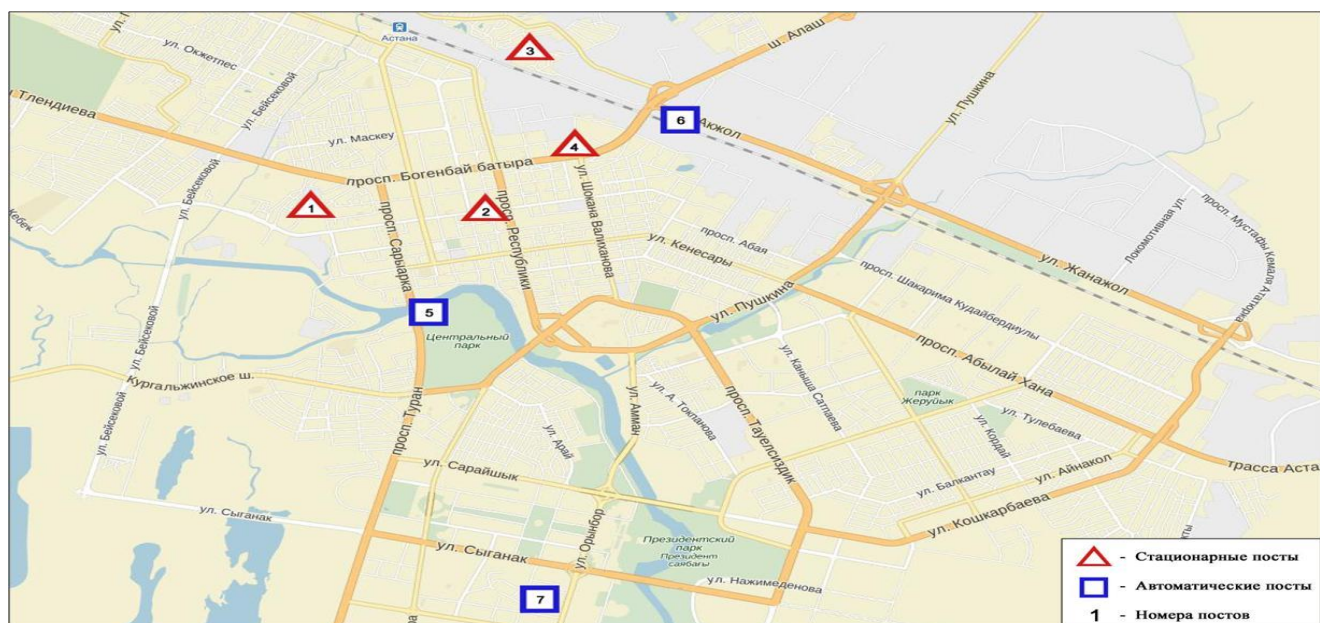 ш. Алаш
ул. Окжетпес
Астана
3
ул. Бейсековой
ул. Пушкина
Тлендиева
6
Акжол
ул. Маскеу
4
просп. Богенбай батыра
ул. Бейсековой
1
2
просп. Сарыарка
просп. Республики
ул. Шокана Валиханова
просп. Абая
ул. Кенесары
Локомотивная ул.
просп. Мустафы Кемаля Ататюрка
Кебек
ул. Жанажол
просп. Шакарима Кудайбердиулы
ул. Пушкина
5
Центральный
парк
ул. Бейсековой
просп. Абылай Хана
Кургальжинское ш.
ул. Каныша Сатпаева
парк
Жеруйык
ул. Амман
ул. А. Токпанова
просп. Тауелсиздик
ул. Бейсековой
просп. Туран
ул. Арай
ул. Тулебаева
ул. Кордай
ул. Сарайшык
ул. Балкантау
ул. Айнакол
трасса Аста
ул. Сыганак
ул. Кошкарбаева
ул. Орынбор
Президентский
парк
Президент
саябағы
ул. Сыганак
ул. Нажимеденова
7
- Стационарные посты
- Автоматические посты
1 - Номера постов